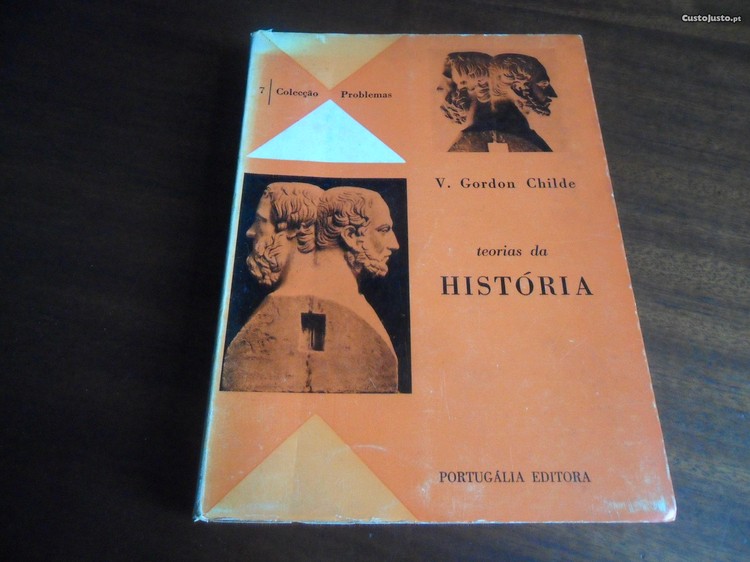 CustoJusto.pt
7 | Colecção Problemas
V. Gordon Childe
teorias da
HISTÓRIA
PORTUGÁLIA EDITORA